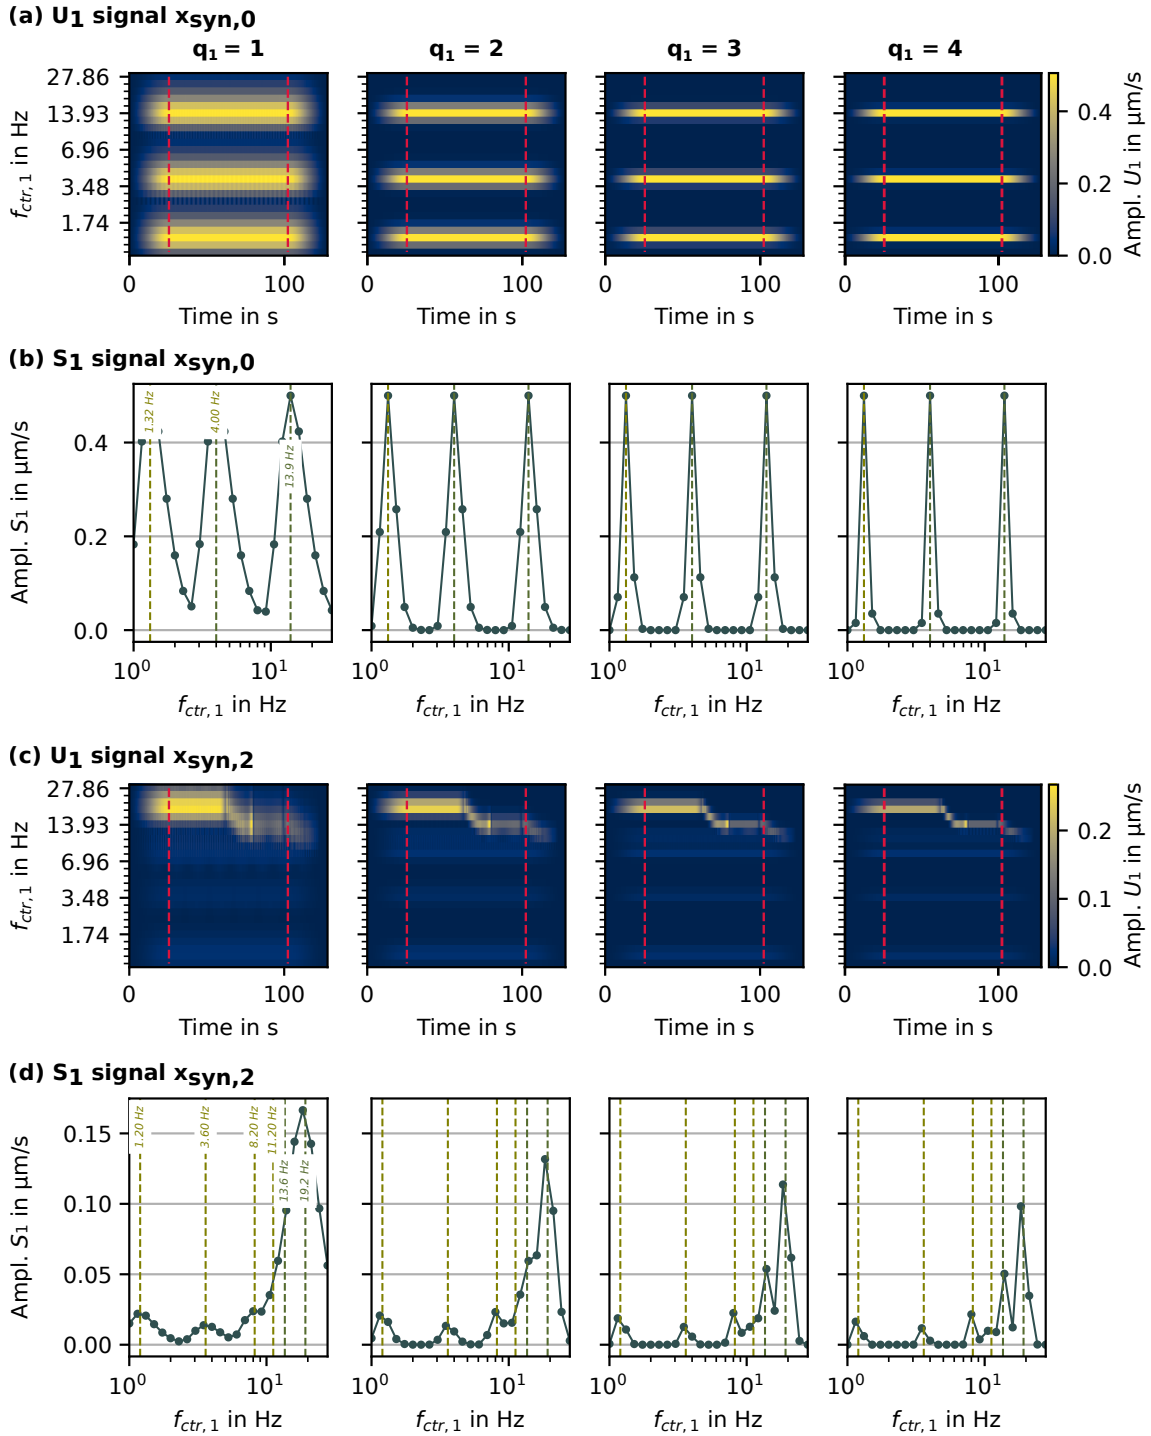 (a) U1 signal xsyn,0
q1 = 1 q1 = 2 q1 = 3 q1 = 4
27.86
13.93
6.96
3.48
1.74
fctr,1 in Hz
0.4
0.2
0.0
Ampl. U1 in μm/s
0 100 0 100 0 100 0 100
Time in s Time in s Time in s Time in s
(b) S1 signal xsyn,0
1.32 Hz 4.00 Hz 13.9 Hz
0.4
0.2
0.0
Ampl. S1 in μm/s
10^0 10^1 10^0 10^1 10^0 10^1 10^0 10^1
fctr,1 in Hz fctr,1 in Hz fctr,1 in Hz fctr,1 in Hz
(c) U1 signal xsyn,2
27.86
13.93
6.96
3.48
1.74
fctr,1 in Hz
0.2
0.1
0.0
Ampl. U1 in μm/s
0 100 0 100 0 100 0 100
Time in s Time in s Time in s Time in s
(d) S1 signal xsyn,2
1.20 Hz 3.60 Hz 8.20 Hz 11.20 Hz 13.6 Hz 19.2 Hz
0.15
0.10
0.05
0.00
Ampl. S1 in μm/s
10^0 10^1 10^0 10^1 10^0 10^1 10^0 10^1
fctr,1 in Hz fctr,1 in Hz fctr,1 in Hz fctr,1 in Hz